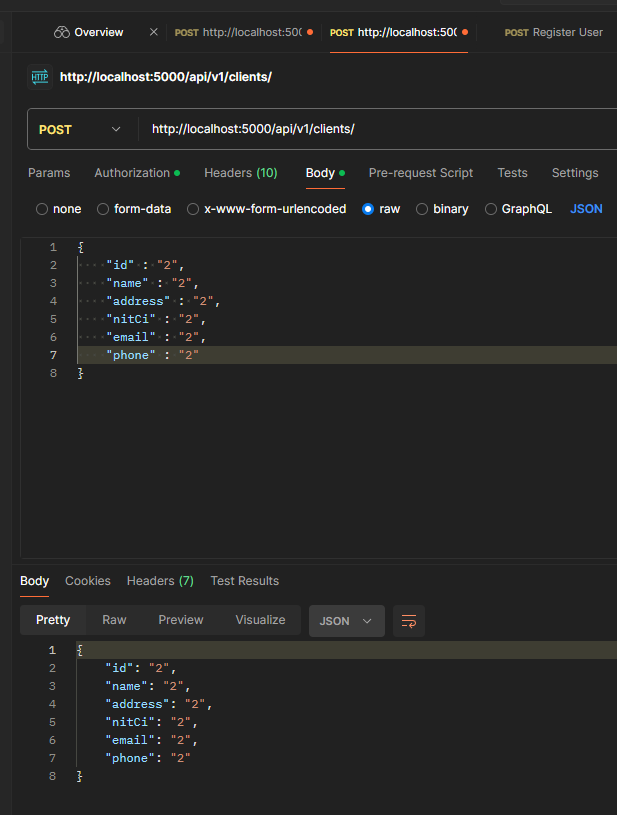 Overview
POST http://localhost:500
POST http://localhost:500
POST Register User
HTTP http://localhost:5000/api/v1/clients/
POST http://localhost:5000/api/v1/clients/
Params Authorization Headers (10) Body Pre-request Script Tests Settings
none form-data x-www-form-urlencoded raw binary GraphQL JSON
1 {
2 "id" : "2",
3 "name" : "2",
4 "address" : "2",
5 "nitCi" : "2",
6 "email" : "2",
7 "phone" : "2"
8 }
Body Cookies Headers (7) Test Results
Pretty Raw Preview Visualize JSON
1 {
2 "id": "2",
3 "name": "2",
4 "address": "2",
5 "nitCi": "2",
6 "email": "2",
7 "phone": "2"
8 }